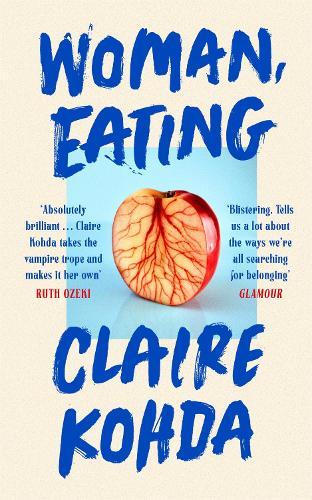 WOMAN,
EATING
'Absolutely
brilliant ... Claire
Kohda takes the
vampire trope and
makes it her own'
RUTH OZEKI
'Blistering. Tells
us a lot about
the ways we're
all searching
for belonging'
GLAMOUR
CLAIRE
KOHDA